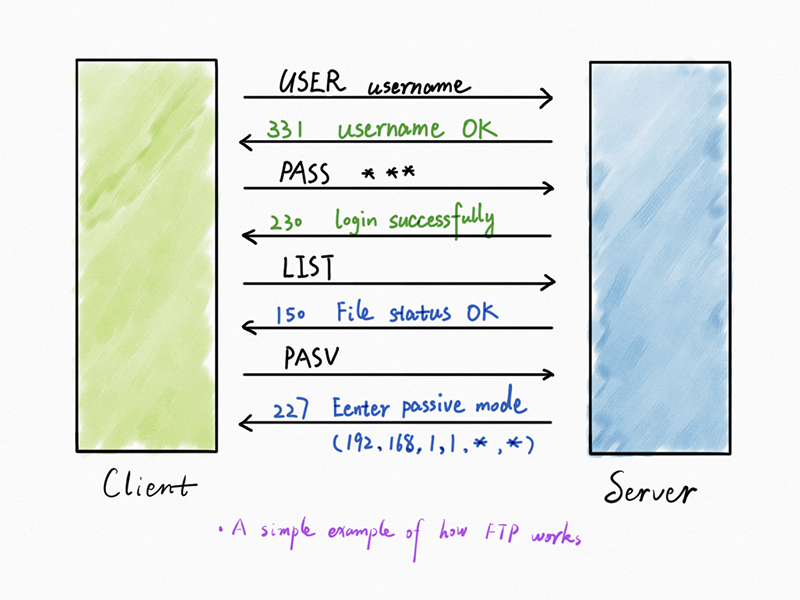 USER username
331 username OK
PASS ***
230 login successfully
LIST
150 File status OK
PASV
227 Eenter passive mode
(192,168,1,1,*,*)
Client
Server
• A simple example of how FTP works